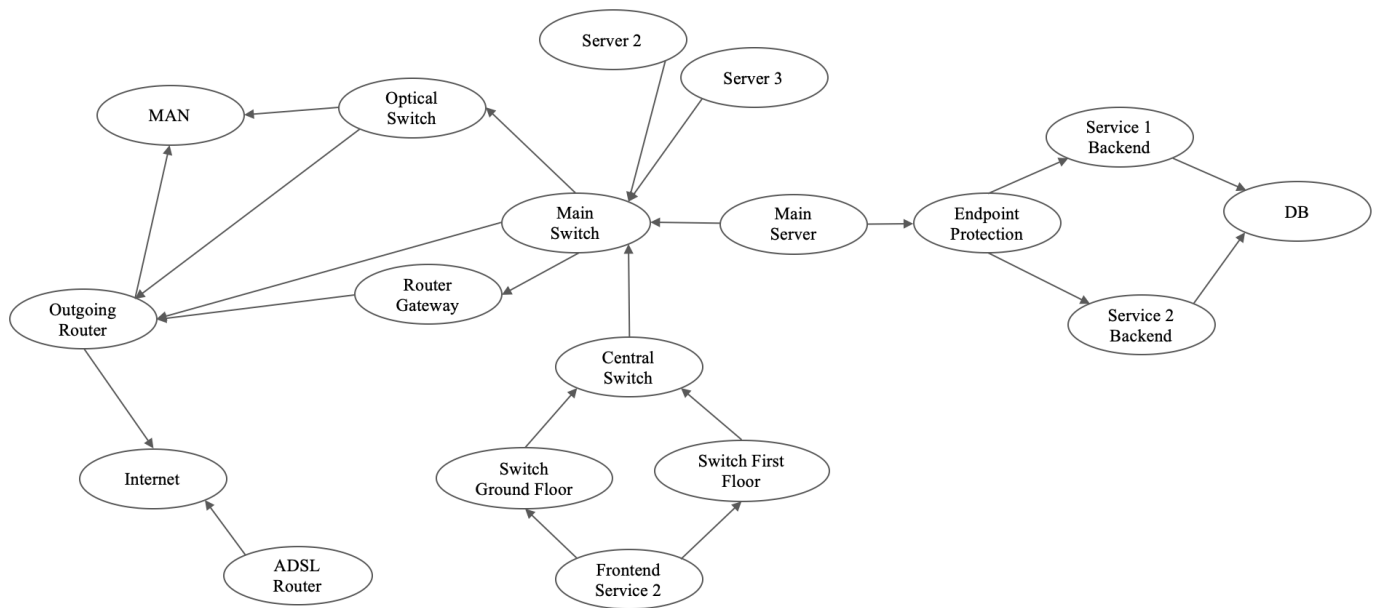 Server 2
Server 3
MAN
Optical
Switch
Service 1
Backend
Main
Switch
Main
Server
Endpoint
Protection
DB
Router
Gateway
Outgoing
Router
Service 2
Backend
Central
Switch
Internet
Switch
Ground Floor
Switch First
Floor
ADSL
Router
Frontend
Service 2